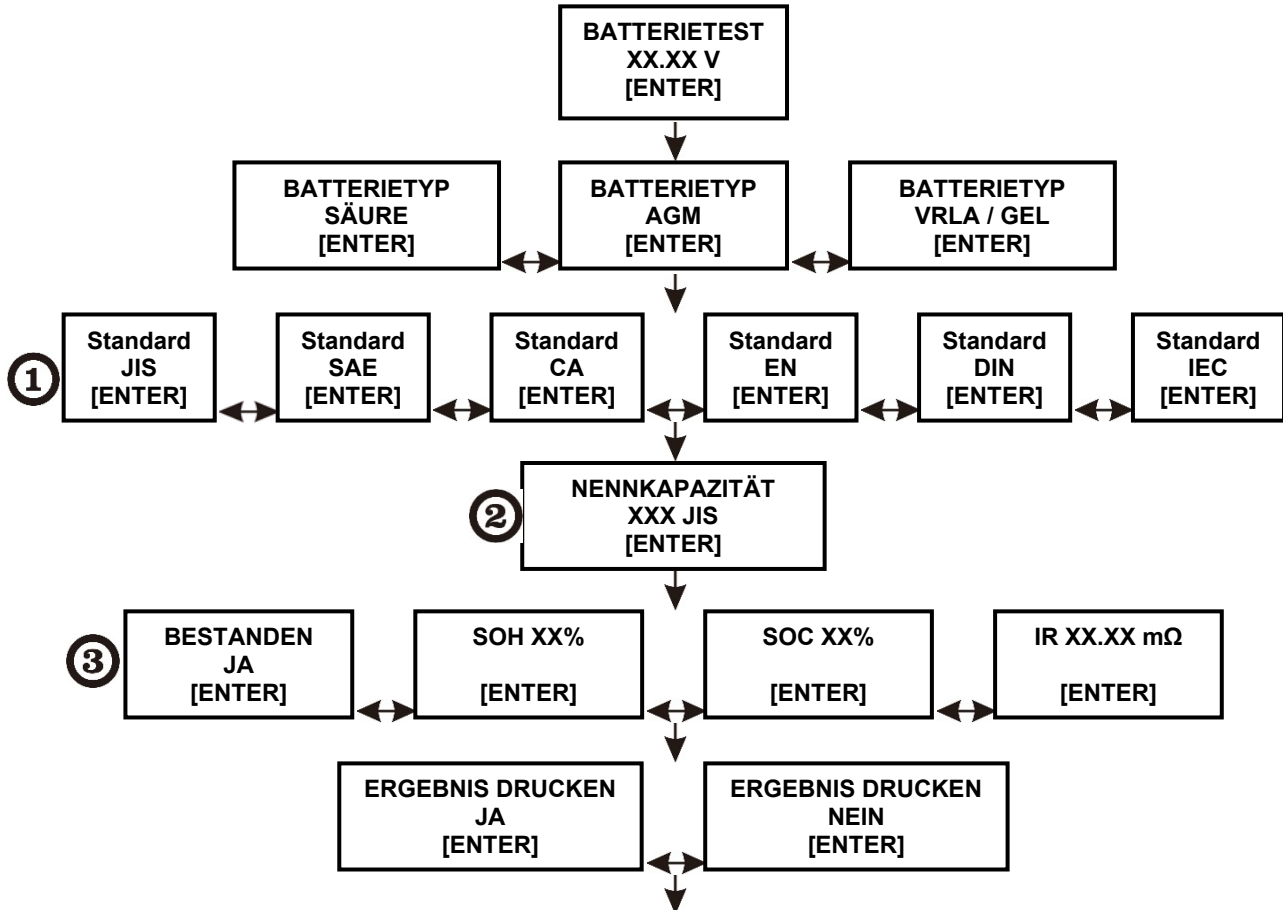 BATTERIETEST
XX.XX V
[ENTER]
BATTERIETYP
SÄURE
[ENTER]
BATTERIETYP
AGM
[ENTER]
BATTERIETYP
VRLA / GEL
[ENTER]
1
Standard
JIS
[ENTER]
Standard
SAE
[ENTER]
Standard
CA
[ENTER]
Standard
EN
[ENTER]
Standard
DIN
[ENTER]
Standard
IEC
[ENTER]
2
NENNKAPAZITÄT
XXX JIS
[ENTER]
3
BESTANDEN
JA
[ENTER]
SOH XX%
[ENTER]
SOC XX%
[ENTER]
IR XX.XX mΩ
[ENTER]
ERGEBNIS DRUCKEN
JA
[ENTER]
ERGEBNIS DRUCKEN
NEIN
[ENTER]